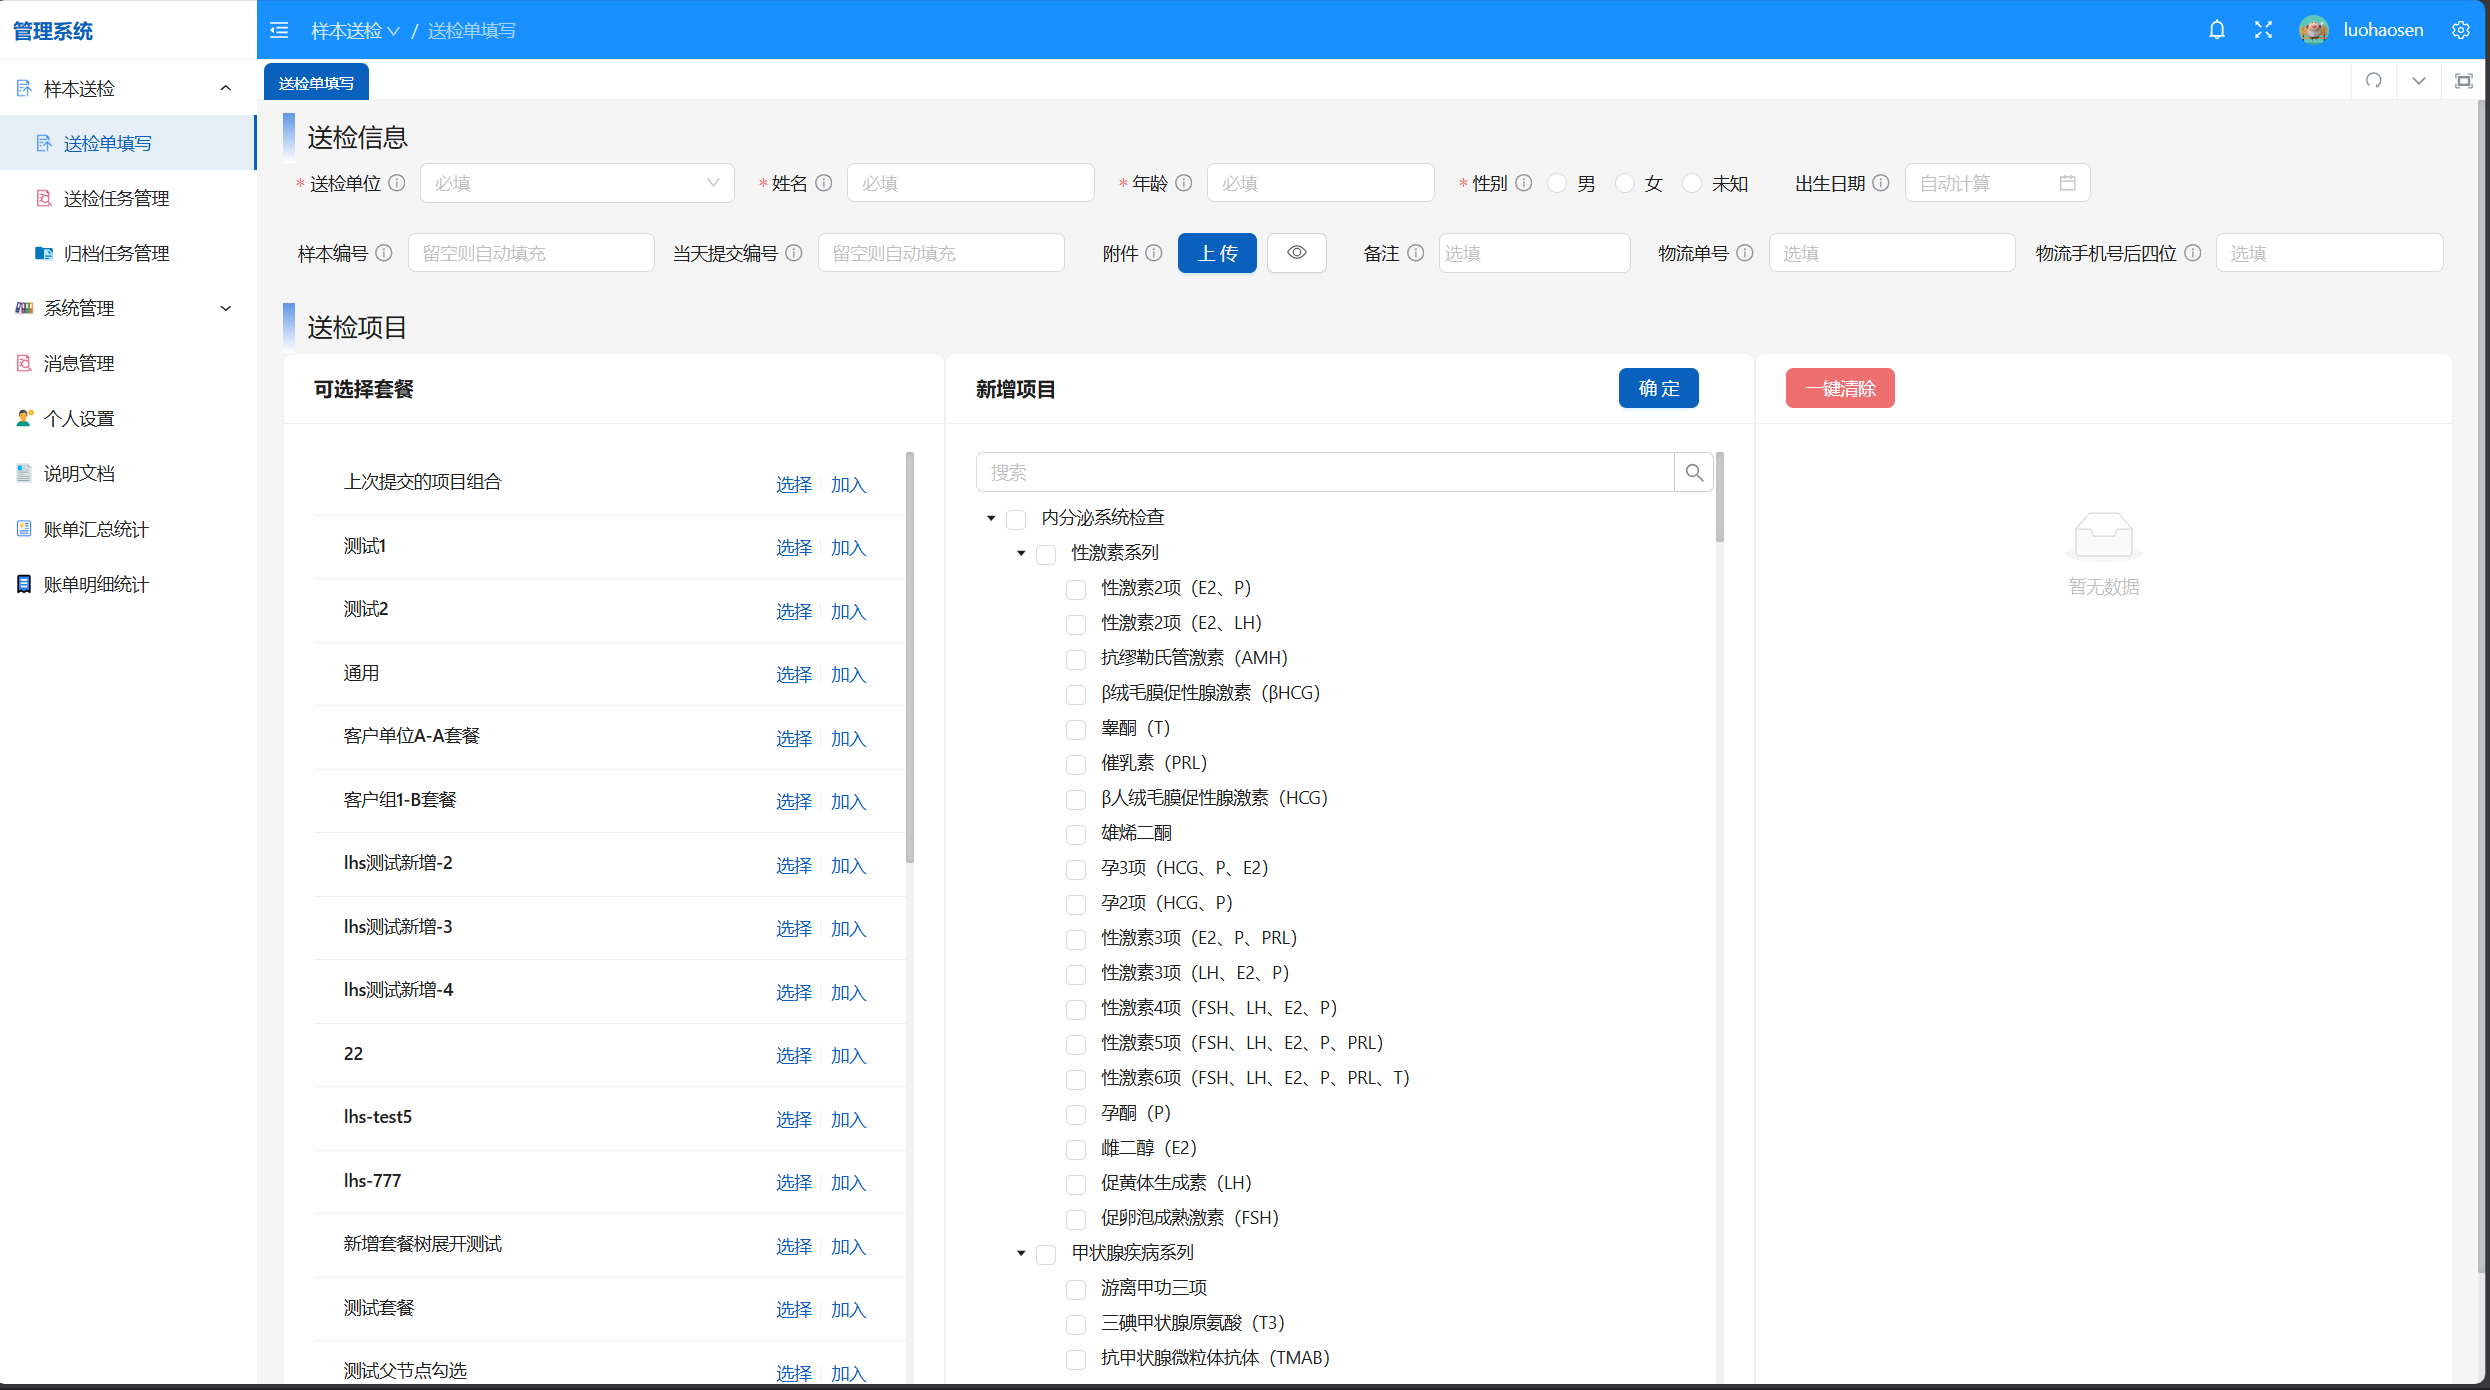 管理系统
样本送检
送检单填写
送检任务管理
归档任务管理
系统管理
消息管理
个人设置
说明文档
账单汇总统计
账单明细统计
样本送检 / 送检单填写
luohaosen
送检单填写
送检信息
* 送检单位 必填 * 姓名 必填 * 年龄 必填 * 性别 男 女 未知 出生日期 自动计算
样本编号 留空则自动填充 当天提交编号 留空则自动填充 附件 上传 备注 选填 物流单号 选填 物流手机号后四位 选填
送检项目
可选择套餐
上次提交的项目组合 选择 加入
测试1 选择 加入
测试2 选择 加入
通用 选择 加入
客户单位A-A套餐 选择 加入
客户组1-B套餐 选择 加入
lhs测试新增-2 选择 加入
lhs测试新增-3 选择 加入
lhs测试新增-4 选择 加入
22 选择 加入
lhs-test5 选择 加入
lhs-777 选择 加入
新增套餐树展开测试 选择 加入
测试套餐 选择 加入
测试父节点勾选 选择 加入
新增项目 确定
搜索
内分泌系统检查
性激素系列
性激素2项（E2、P）
性激素2项（E2、LH）
抗缪勒氏管激素（AMH）
β绒毛膜促性腺激素（βHCG）
睾酮（T）
催乳素（PRL）
β人绒毛膜促性腺激素（HCG）
雄烯二酮
孕3项（HCG、P、E2）
孕2项（HCG、P）
性激素3项（E2、P、PRL）
性激素3项（LH、E2、P）
性激素4项（FSH、LH、E2、P）
性激素5项（FSH、LH、E2、P、PRL）
性激素6项（FSH、LH、E2、P、PRL、T）
孕酮（P）
雌二醇（E2）
促黄体生成素（LH）
促卵泡成熟激素（FSH）
甲状腺疾病系列
游离甲功三项
三碘甲状腺原氨酸（T3）
抗甲状腺微粒体抗体（TMAB）
一键清除
暂无数据